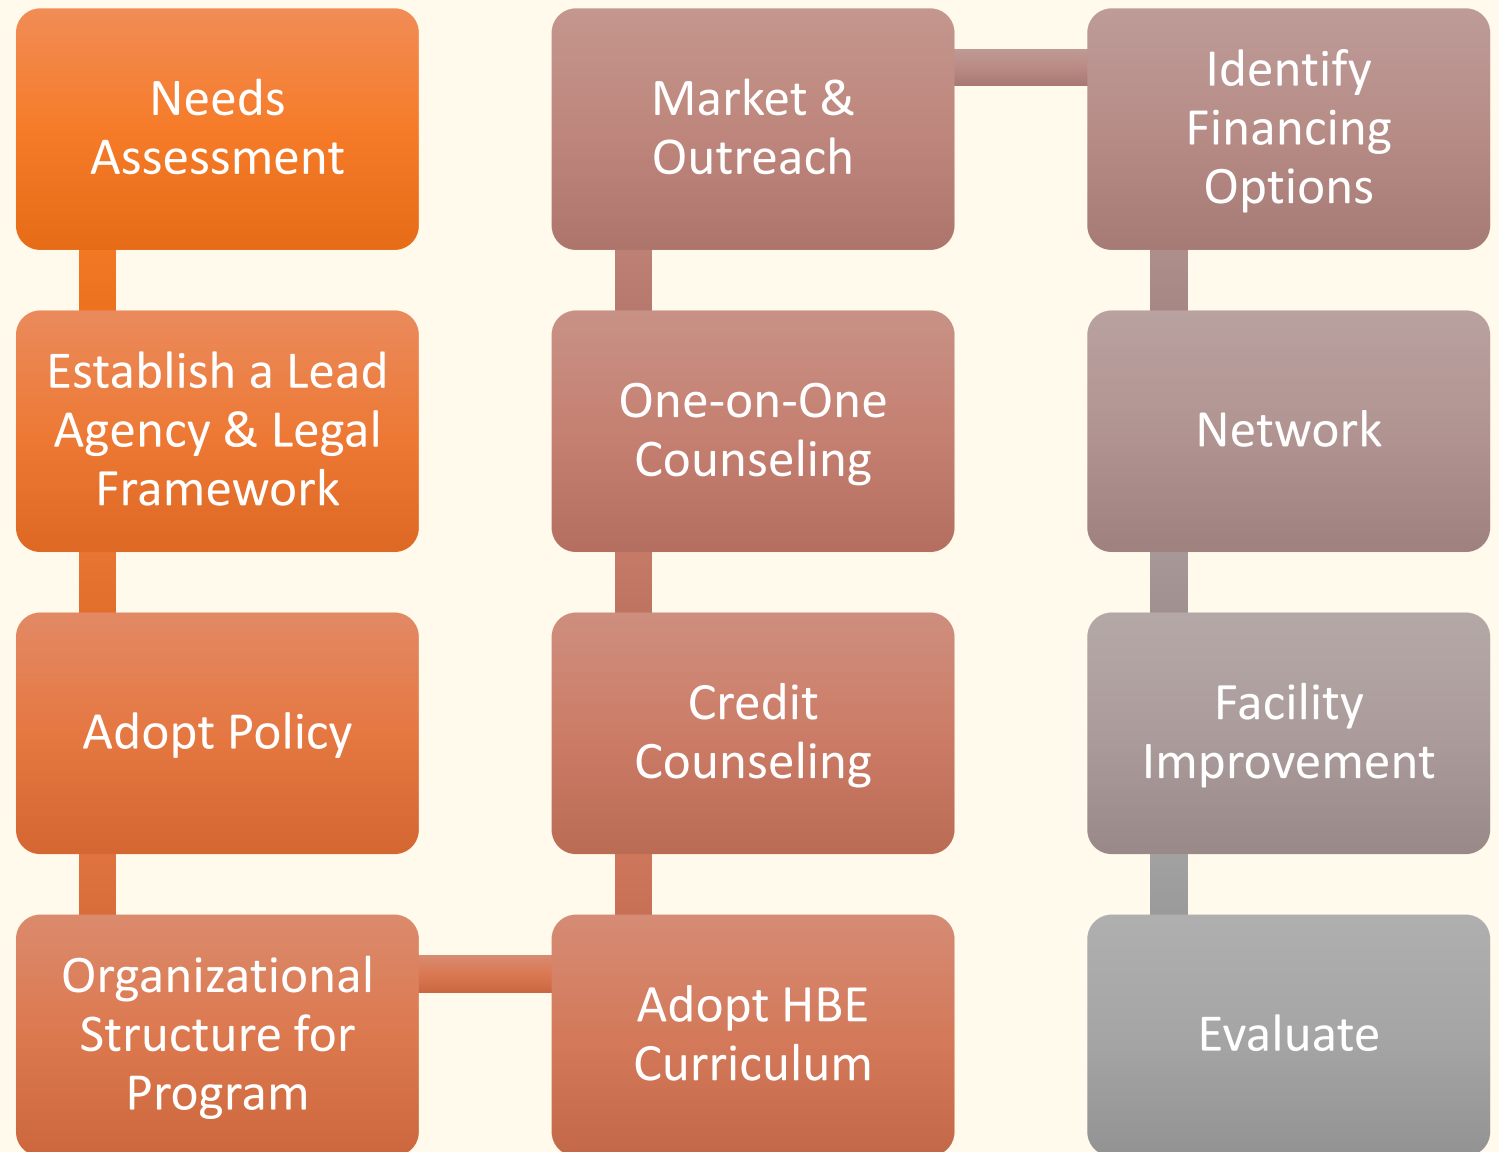 Needs
Assessment
Establish a Lead
Agency & Legal
Framework
Adopt Policy
Organizational
Structure for
Program
Adopt HBE
Curriculum
Credit
Counseling
One-on-One
Counseling
Market &
Outreach
Identify
Financing
Options
Network
Facility
Improvement
Evaluate